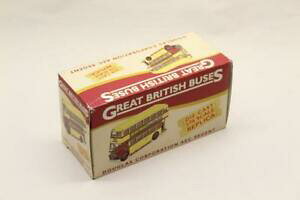 DOUGLAS CORPORATION AEC REGENT
GREAT BRITISH BUSES
GREAT BRITISH BUSES
DIE CAST
1:76 SCALE
REPLICA
DOUGLAS CORPORATION AEC REGENT